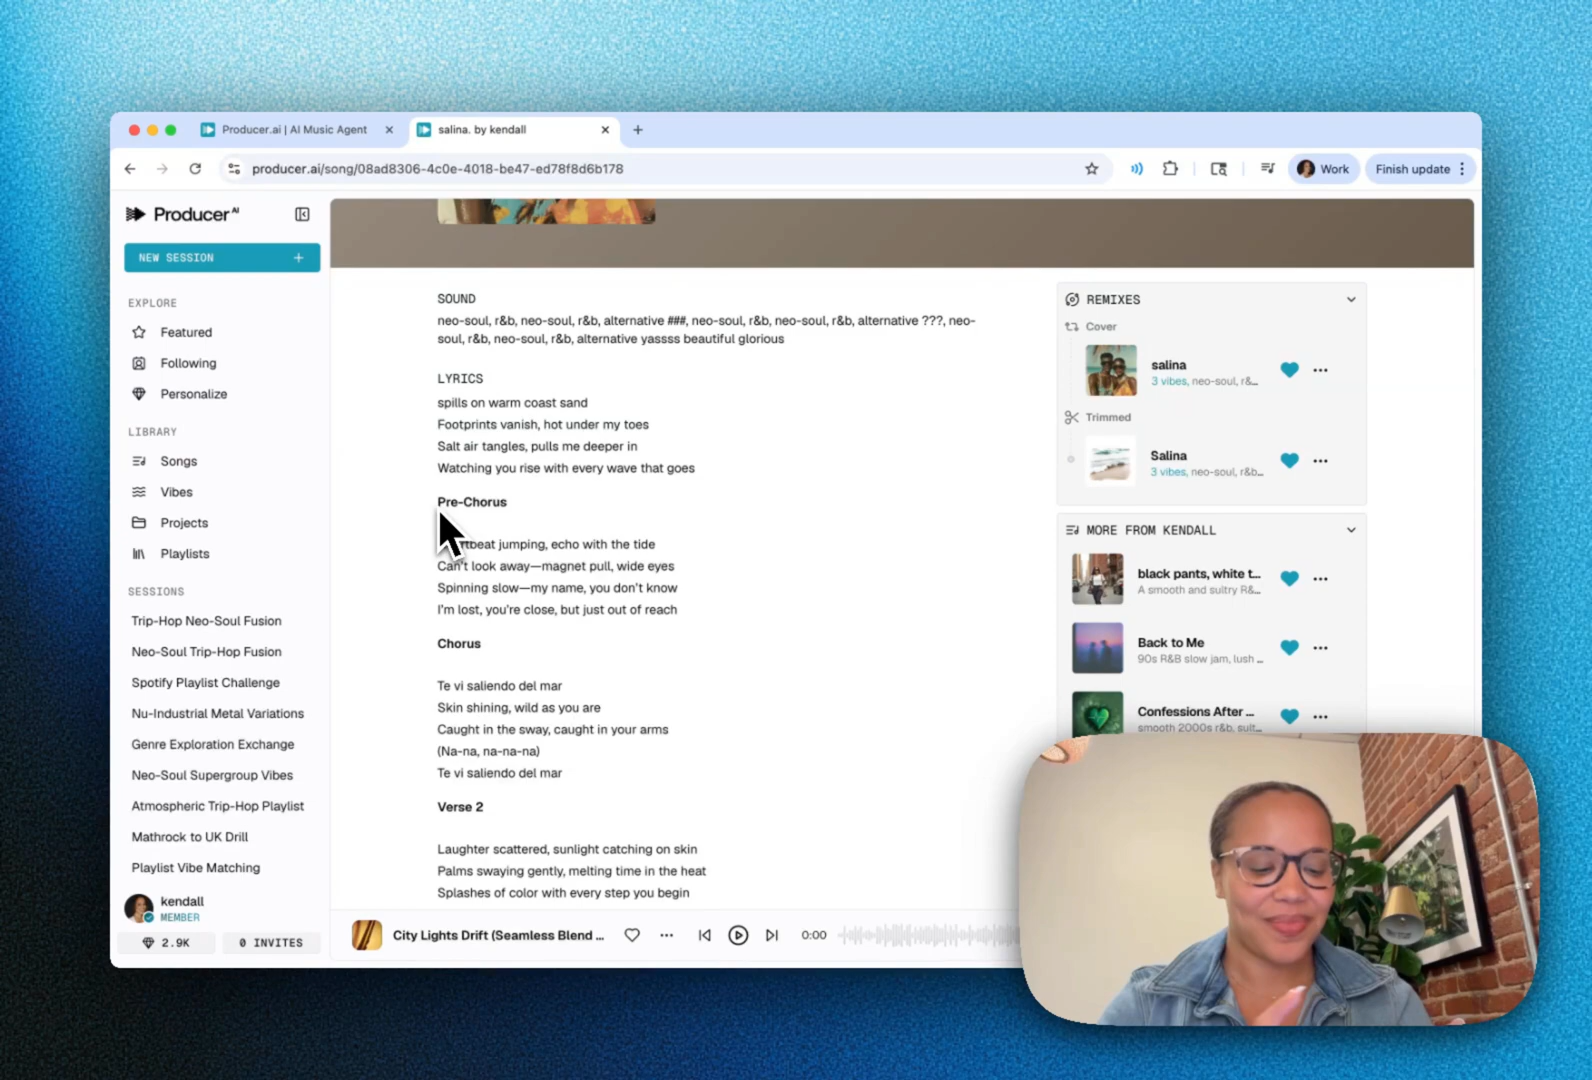 Producer.ai | AI Music Agent
salina. by kendall
producer.ai/song/08ad8306-4c0e-4018-be47-ed78f8d6b178
Work
Finish update
Producer AI
NEW SESSION +
EXPLORE
Featured
Following
Personalize
LIBRARY
Songs
Vibes
Projects
Playlists
SESSIONS
Trip-Hop Neo-Soul Fusion
Neo-Soul Trip-Hop Fusion
Spotify Playlist Challenge
Nu-Industrial Metal Variations
Genre Exploration Exchange
Neo-Soul Supergroup Vibes
Atmospheric Trip-Hop Playlist
Mathrock to UK Drill
Playlist Vibe Matching
kendall
MEMBER
2.9K
0 INVITES
SOUND
neo-soul, r&b, neo-soul, r&b, alternative ###, neo-soul, r&b, neo-soul, r&b, alternative ???, neo-
soul, r&b, neo-soul, r&b, alternative yassss beautiful glorious
LYRICS
spills on warm coast sand
Footprints vanish, hot under my toes
Salt air tangles, pulls me deeper in
Watching you rise with every wave that goes
Pre-Chorus
beat jumping, echo with the tide
Can't look away—magnet pull, wide eyes
Spinning slow—my name, you don't know
I'm lost, you're close, but just out of reach
Chorus
Te vi saliendo del mar
Skin shining, wild as you are
Caught in the sway, caught in your arms
(Na-na, na-na-na)
Te vi saliendo del mar
Verse 2
Laughter scattered, sunlight catching on skin
Palms swaying gently, melting time in the heat
Splashes of color with every step you begin
REMIXES
Cover
salina
3 vibes, neo-soul, r&...
Trimmed
Salina
3 vibes, neo-soul, r&b...
MORE FROM KENDALL
black pants, white t...
A smooth and sultry R&...
Back to Me
90s R&B slow jam, lush ...
Confessions After ...
smooth 2000s r&b, sult...
City Lights Drift (Seamless Blend ...
0:00